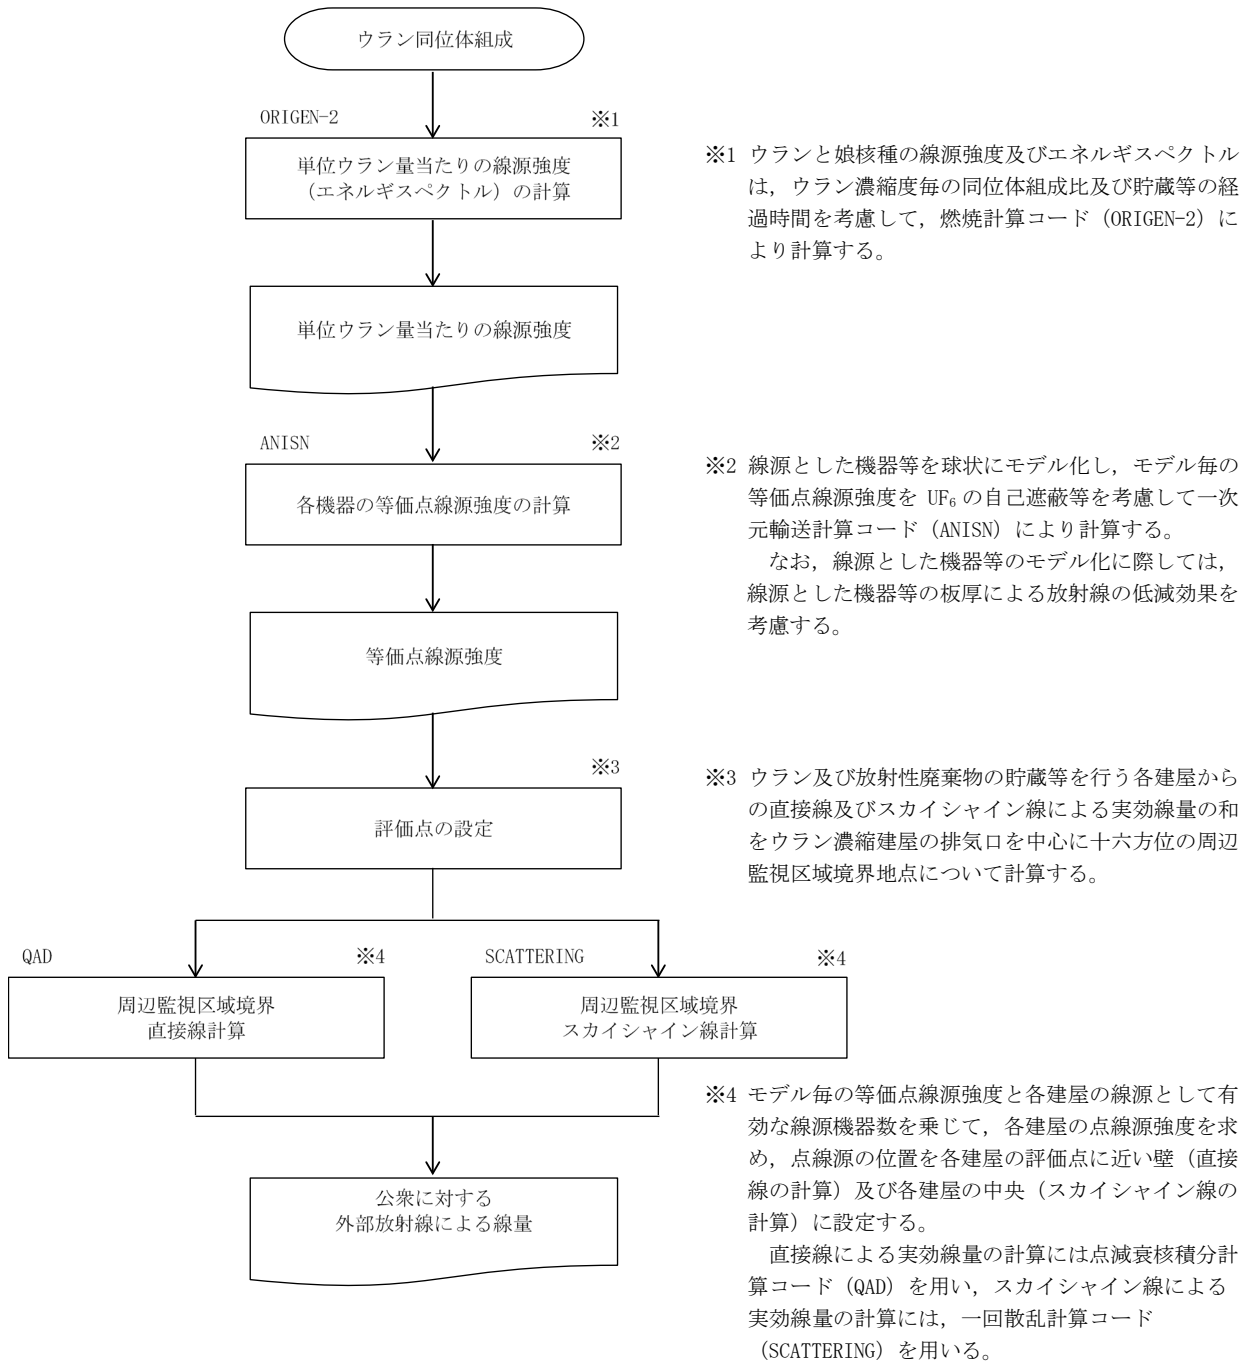 ウラン同位体組成
ORIGEN-2
※1
単位ウラン量当たりの線源強度
（エネルギスペクトル）の計算
※1 ウランと娘核種の線源強度及びエネルギスペクトル
は，ウラン濃縮度毎の同位体組成比及び貯蔵等の経
過時間を考慮して，燃焼計算コード（ORIGEN-2）に
より計算する。
単位ウラン量当たりの線源強度
ANISN
※2
各機器の等価点線源強度の計算
※2 線源とした機器等を球状にモデル化し，モデル毎の
等価点線源強度を UF₆ の自己遮蔽等を考慮して一次
元輸送計算コード（ANISN）により計算する。
なお，線源とした機器等のモデル化に際しては，
線源とした機器等の板厚による放射線の低減効果を
考慮する。
等価点線源強度
※3
評価点の設定
※3 ウラン及び放射性廃棄物の貯蔵等を行う各建屋から
の直接線及びスカイシャイン線による実効線量の和
をウラン濃縮建屋の排気口を中心に十六方位の周辺
監視区域境界地点について計算する。
QAD
※4
周辺監視区域境界
直接線計算
SCATTERING
※4
周辺監視区域境界
スカイシャイン線計算
※4 モデル毎の等価点線源強度と各建屋の線源として有
効な線源機器数を乗じて，各建屋の点線源強度を求
め，点線源の位置を各建屋の評価点に近い壁（直接
線の計算）及び各建屋の中央（スカイシャイン線の
計算）に設定する。
直接線による実効線量の計算には点減衰核積分計
算コード（QAD）を用い，スカイシャイン線による
実効線量の計算には，一回散乱計算コード
（SCATTERING）を用いる。
公衆に対する
外部放射線による線量